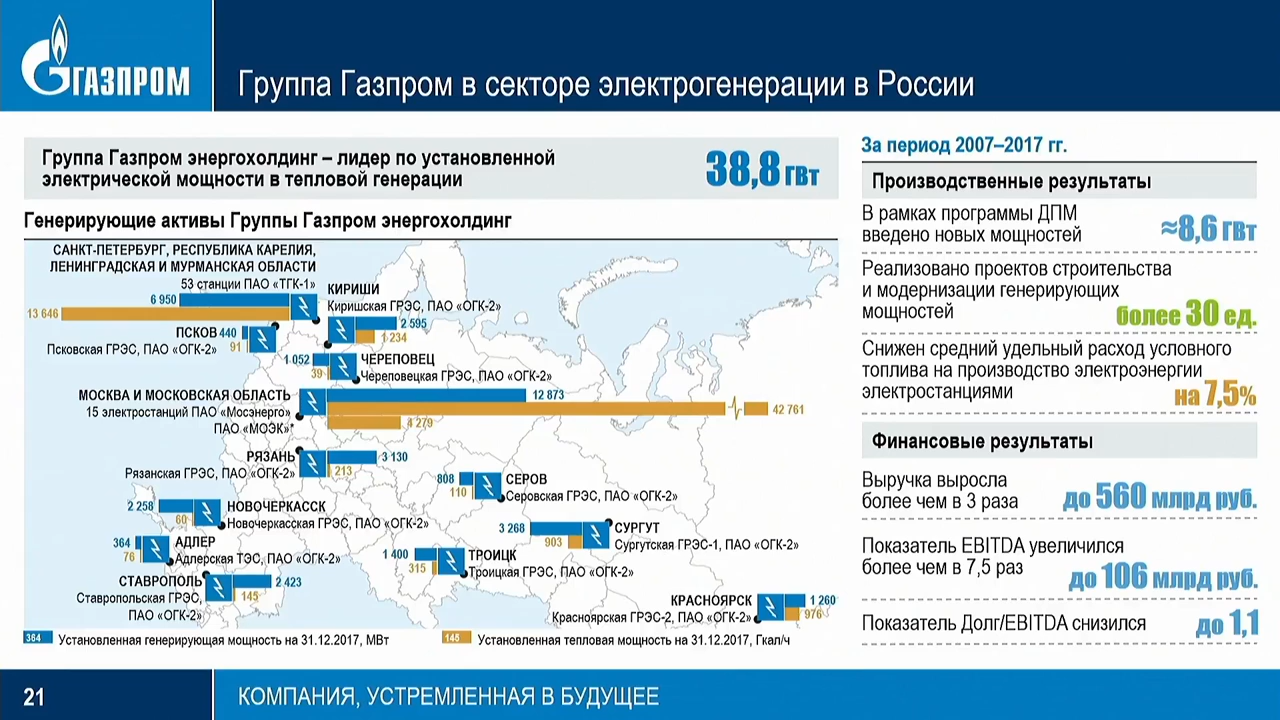 ГАЗПРОМ
Группа Газпром в секторе электрогенерации в России
Группа Газпром энергохолдинг – лидер по установленной
электрической мощности в тепловой генерации
38,8 ГВт
Генерирующие активы Группы Газпром энергохолдинг
САНКТ-ПЕТЕРБУРГ, РЕСПУБЛИКА КАРЕЛИЯ,
ЛЕНИНГРАДСКАЯ И МУРМАНСКАЯ ОБЛАСТИ
53 станции ПАО «ТГК-1»
6 950
13 646
КИРИШИ
Киришская ГРЭС, ПАО «ОГК-2»
2 595
1 234
ПСКОВ 440
Псковская ГРЭС, ПАО «ОГК-2» 91
1 052
39
ЧЕРЕПОВЕЦ
Череповецкая ГРЭС, ПАО «ОГК-2»
МОСКВА И МОСКОВСКАЯ ОБЛАСТЬ
15 электростанций ПАО «Мосэнерго»
ПАО «МОЭК»*
12 873
42 761
4 279
РЯЗАНЬ
Рязанская ГРЭС, ПАО «ОГК-2»
3 130
213
808
110
СЕРОВ
Серовская ГРЭС, ПАО «ОГК-2»
2 258
60
НОВОЧЕРКАССК
Новочеркасская ГРЭС, ПАО «ОГК-2»
3 268
903
СУРГУТ
Сургутская ГРЭС-1, ПАО «ОГК-2»
364
76
АДЛЕР
Адлерская ТЭС, ПАО «ОГК-2»
1 400
315
ТРОИЦК
Троицкая ГРЭС, ПАО «ОГК-2»
СТАВРОПОЛЬ
Ставропольская ГРЭС,
ПАО «ОГК-2»
2 423
145
КРАСНОЯРСК
Красноярская ГРЭС-2, ПАО «ОГК-2»
1 260
976
364 Установленная генерирующая мощность на 31.12.2017, МВт
145 Установленная тепловая мощность на 31.12.2017, Гкал/ч
За период 2007–2017 гг.
Производственные результаты
В рамках программы ДПМ
введено новых мощностей
≈8,6 ГВт
Реализовано проектов строительства
и модернизации генерирующих
мощностей
более 30 ед.
Снижен средний удельный расход условного
топлива на производство электроэнергии
электростанциями
на 7,5%
Финансовые результаты
Выручка выросла
более чем в 3 раза
до 560 млрд руб.
Показатель EBITDA увеличился
более чем в 7,5 раз
до 106 млрд руб.
Показатель Долг/EBITDA снизился
до 1,1
21
КОМПАНИЯ, УСТРЕМЛЕННАЯ В БУДУЩЕЕ